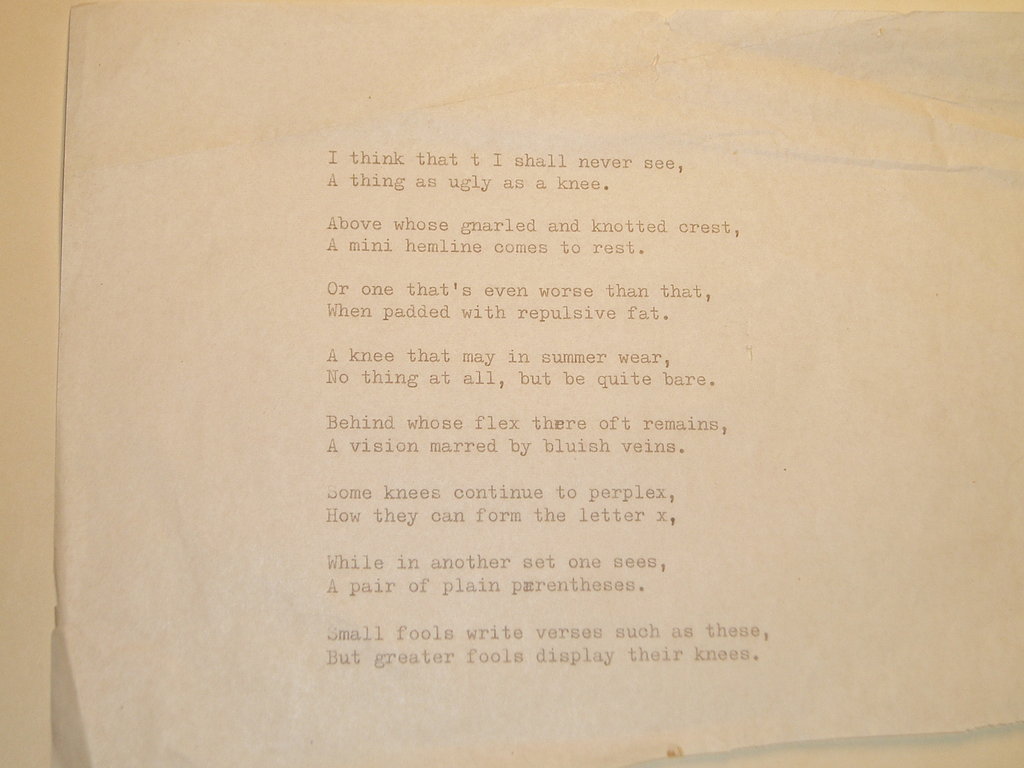 I think that t I shall never see,
A thing as ugly as a knee.
Above whose gnarled and knotted crest,
A mini hemline comes to rest.
Or one that's even worse than that,
When padded with repulsive fat.
A knee that may in summer wear,
No thing at all, but be quite bare.
Behind whose flex there oft remains,
A vision marred by bluish veins.
Some knees continue to perplex,
How they can form the letter x,
While in another set one sees,
A pair of plain parentheses.
Small fools write verses such as these,
But greater fools display their knees.